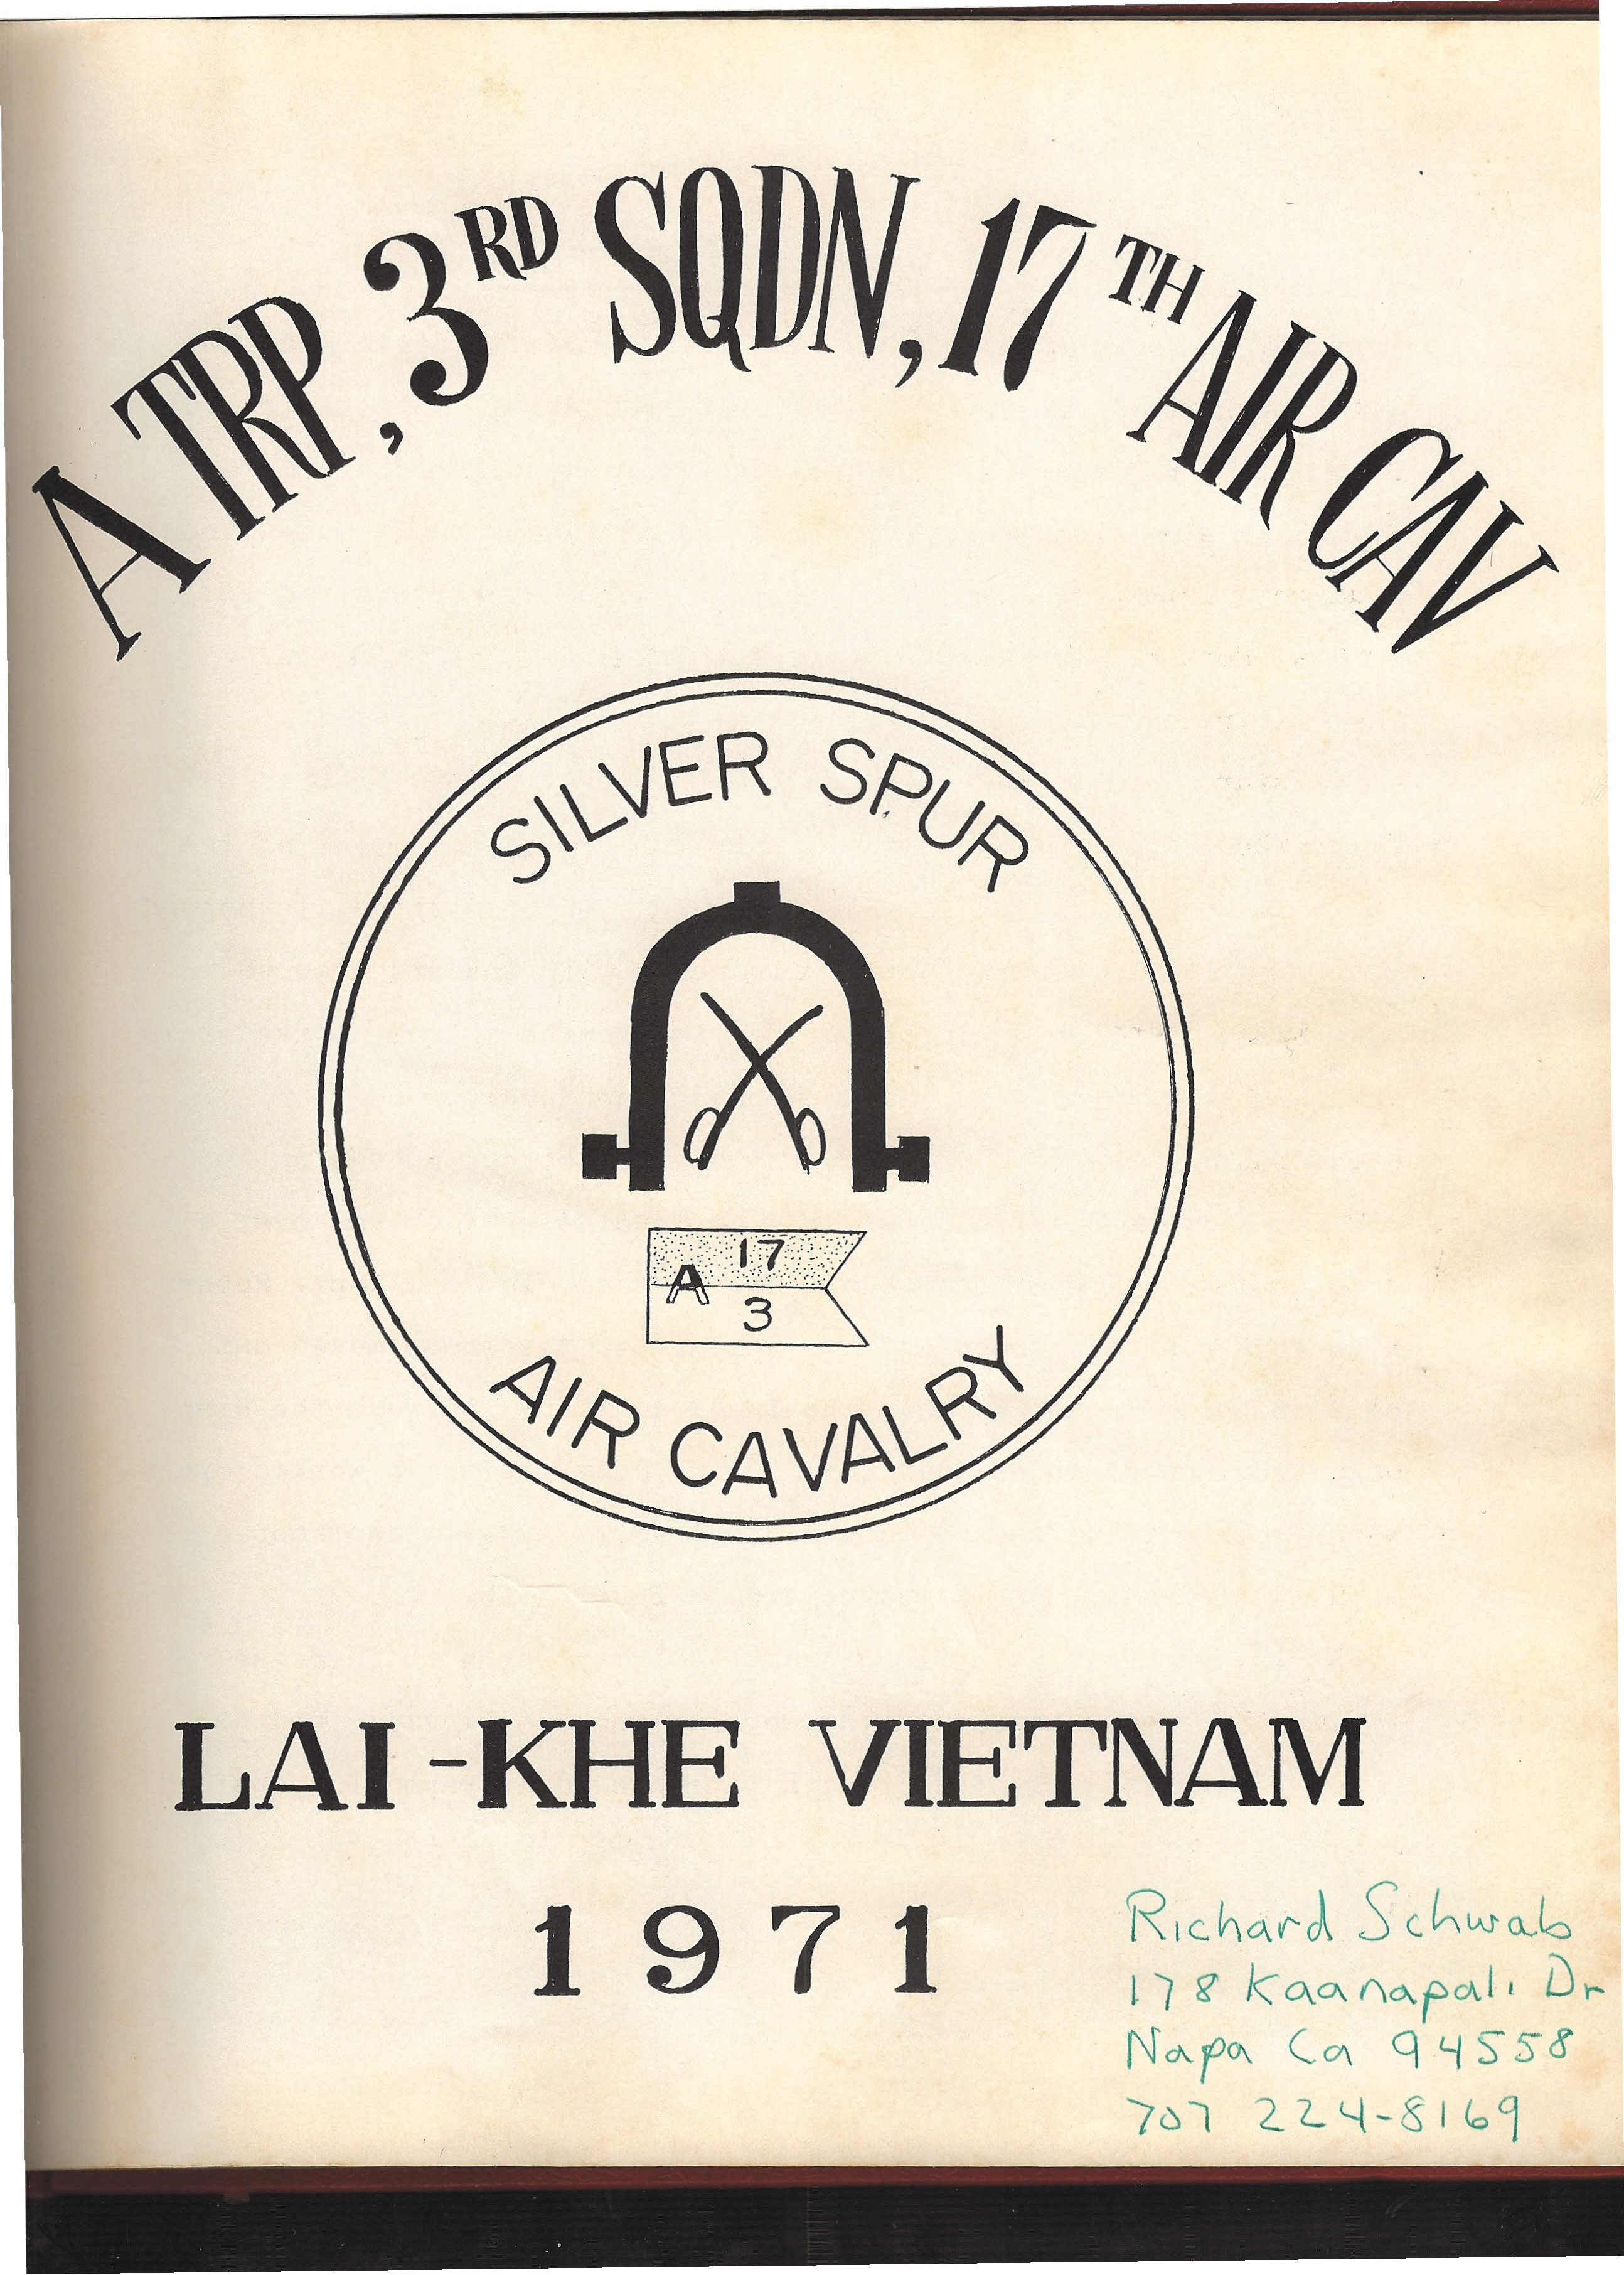 A TRP, 3RD SQDN, 17TH AIR CAV
SILVER SPUR
17
A
3
AIR CAVALRY
LAI-KHE VIETNAM
1971
Richard Schwab
178 Kaanapali Dr
Napa Ca 94558
707 224-8169